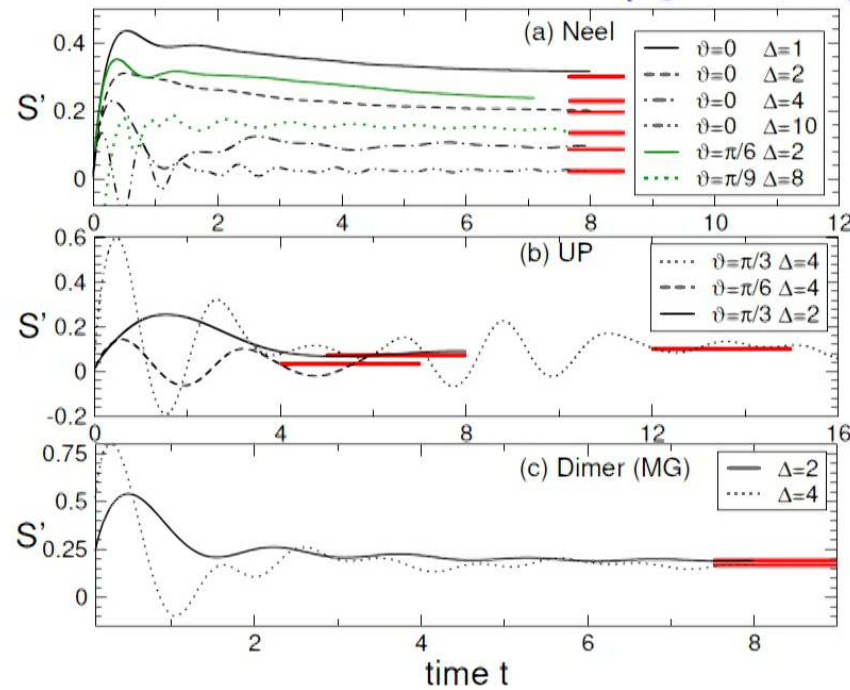 (a) Neel
S'
0.4
0.2
0
ϑ=0 Δ=1
ϑ=0 Δ=2
ϑ=0 Δ=4
ϑ=0 Δ=10
ϑ=π/6 Δ=2
ϑ=π/9 Δ=8
0 2 4 6 8 10 12
(b) UP
S'
0.6
0.4
0.2
0
-0.2
ϑ=π/3 Δ=4
ϑ=π/6 Δ=4
ϑ=π/3 Δ=2
0 4 8 12 16
(c) Dimer (MG)
S'
0.75
0.5
0.25
0
Δ=2
Δ=4
2 4 6 8
time t